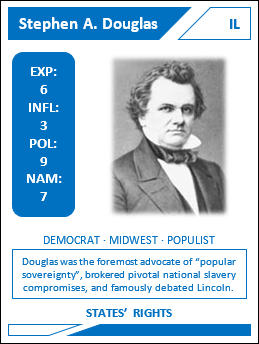 Stephen A. Douglas
IL
EXP:
6
INFL:
3
POL:
9
NAM:
7
DEMOCRAT · MIDWEST · POPULIST
Douglas was the foremost advocate of “popular
sovereignty”, brokered pivotal national slavery
compromises, and famously debated Lincoln.
STATES’ RIGHTS